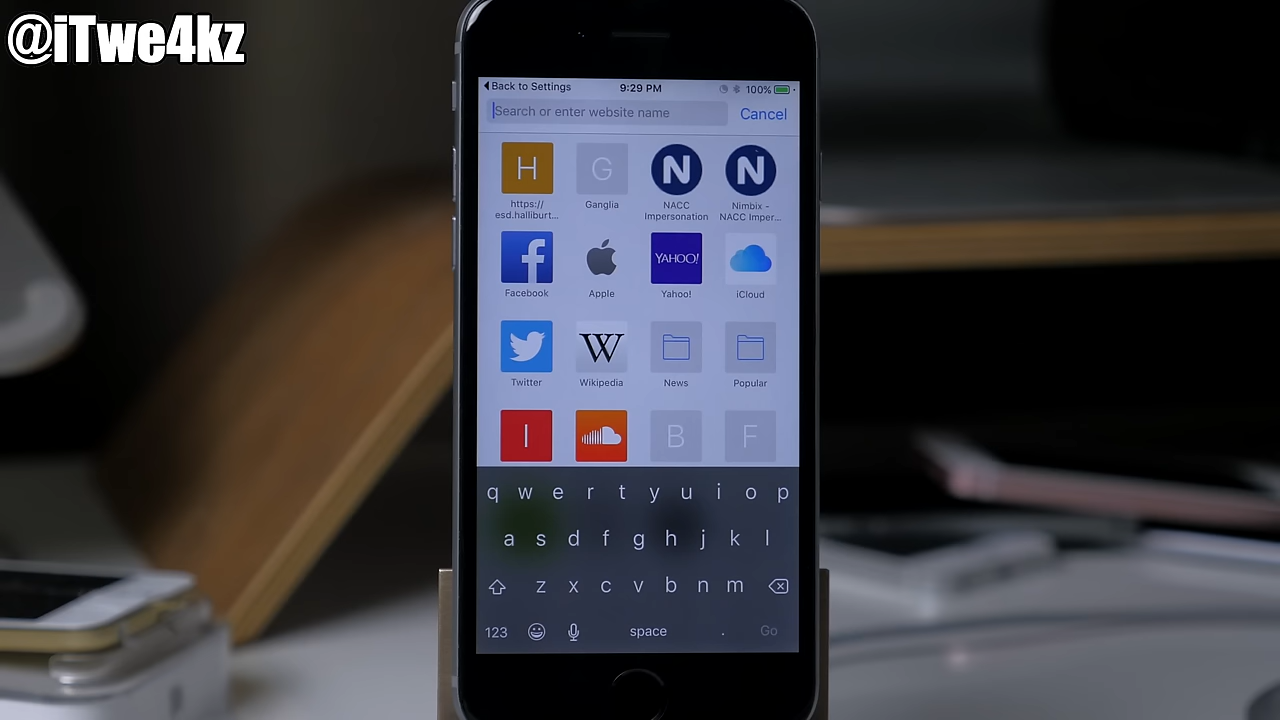 @iTwe4kz
Back to Settings 9:29 PM 100%
Search or enter website name Cancel
H G N N
https:// Ganglia NACC Nimbix -
esd.halliburt... Impersonation NACC Imper...
f YAHOO!
Facebook Apple Yahoo! iCloud
W
Twitter Wikipedia News Popular
I B F
q w e r t y u i o p
a s d f g h j k l
z x c v b n m
123 space . Go